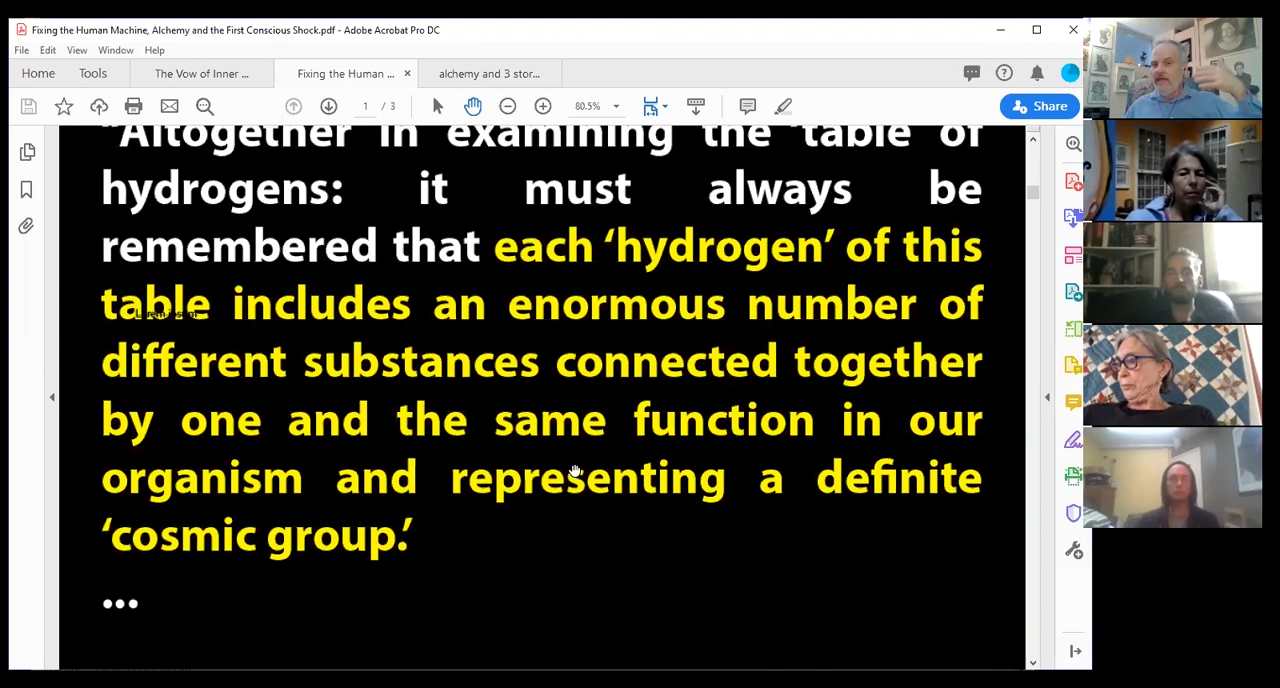 Fixing the Human Machine, Alchemy and the First Conscious Shock.pdf - Adobe Acrobat Pro DC
File Edit View Window Help
Home Tools The Vow of Inner ... Fixing the Human ... × alchemy and 3 stor...
1 / 3 80.5% Share
"Altogether in examining the 'table of
hydrogens: it must always be
remembered that each 'hydrogen' of this
table includes an enormous number of
different substances connected together
by one and the same function in our
organism and representing a definite
'cosmic group.'
...